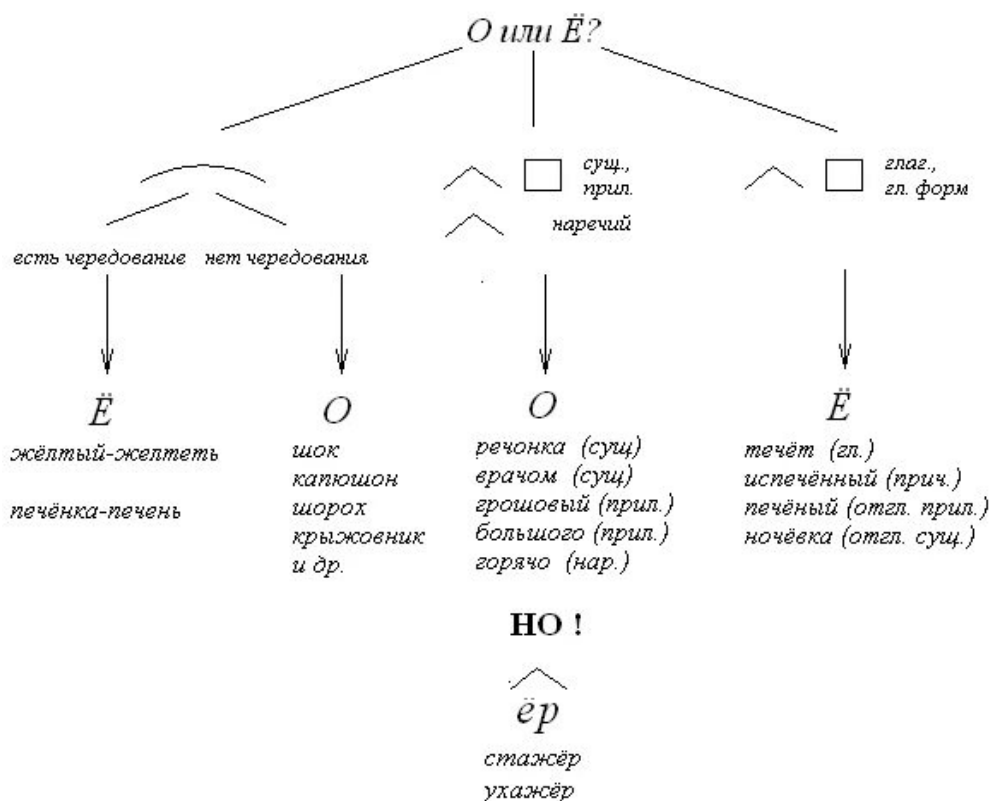 О или Ё?
сущ.,
прил.
наречий
глаг.,
гл. форм
есть чередование
нет чередования
Ё
жёлтый-желтеть
печёнка-печень
О
шок
капюшон
шорох
крыжовник
и др.
О
речонка (сущ)
врачом (сущ)
грошовый (прил.)
большого (прил.)
горячо (нар.)
НО !
ёр
стажёр
ухажёр
Ё
течёт (гл.)
испечённый (прич.)
печёный (отгл. прил.)
ночёвка (отгл. сущ.)